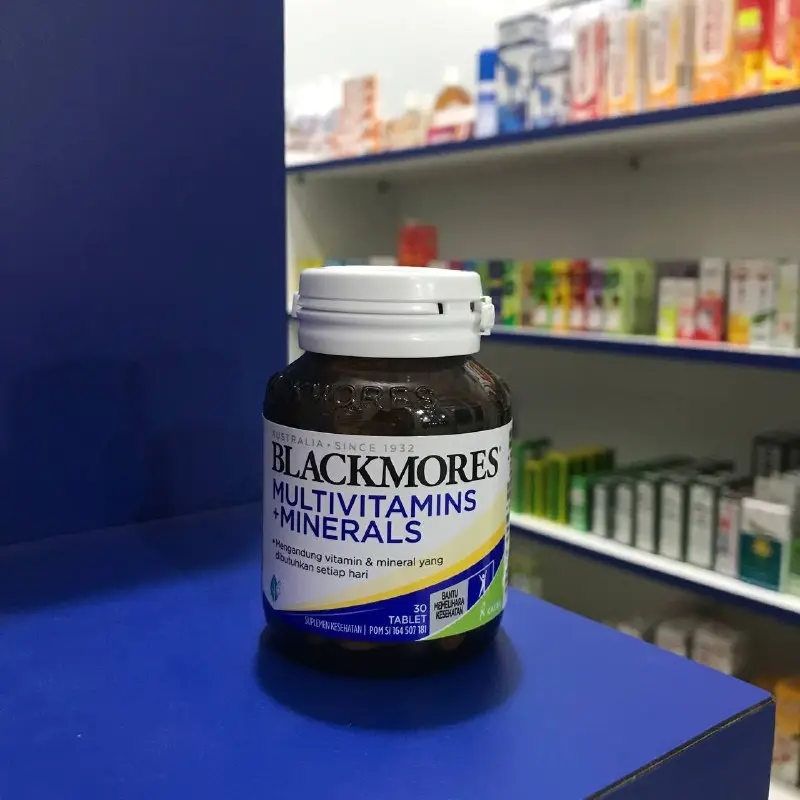 AUSTRALIA • SINCE 1932
BLACKMORES
MULTIVITAMINS
+MINERALS
• Mengandung vitamin & mineral yang
dibutuhkan setiap hari
30
TABLET
BANTU
MEMELIHARA
KESEHATAN
SUPLEMEN KESEHATAN | POM SI 164 507 181